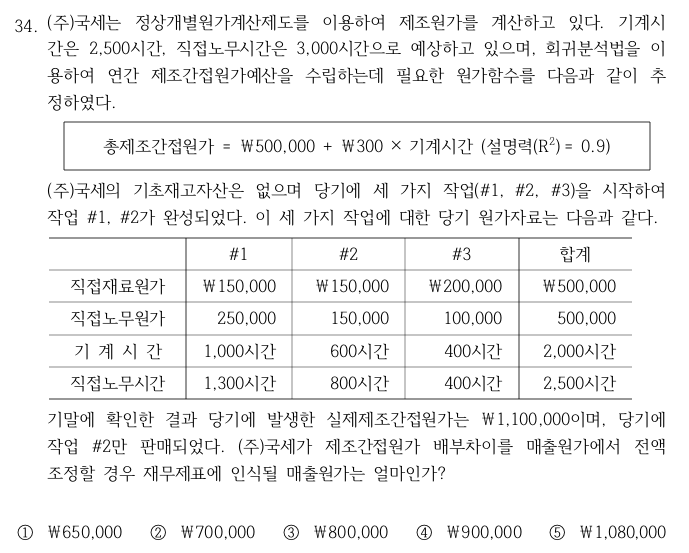 34. (주)국세는 정상개별원가계산제도를 이용하여 제조원가를 계산하고 있다. 기계시
간은 2,500시간, 직접노무시간은 3,000시간으로 예상하고 있으며, 회귀분석법을 이
용하여 연간 제조간접원가예산을 수립하는데 필요한 원가함수를 다음과 같이 추
정하였다.
총제조간접원가 = ₩500,000 + ₩300 × 기계시간 (설명력(R²) = 0.9)
(주)국세의 기초재고자산은 없으며 당기에 세 가지 작업(#1, #2, #3)을 시작하여
작업 #1, #2가 완성되었다. 이 세 가지 작업에 대한 당기 원가자료는 다음과 같다.
#1 #2 #3 합계
직접재료원가 ₩150,000 ₩150,000 ₩200,000 ₩500,000
직접노무원가 250,000 150,000 100,000 500,000
기 계 시 간 1,000시간 600시간 400시간 2,000시간
직접노무시간 1,300시간 800시간 400시간 2,500시간
기말에 확인한 결과 당기에 발생한 실제제조간접원가는 ₩1,100,000이며, 당기에
작업 #2만 판매되었다. (주)국세가 제조간접원가 배부차이를 매출원가에서 전액
조정할 경우 재무제표에 인식될 매출원가는 얼마인가?
① ₩650,000 ② ₩700,000 ③ ₩800,000 ④ ₩900,000 ⑤ ₩1,080,000